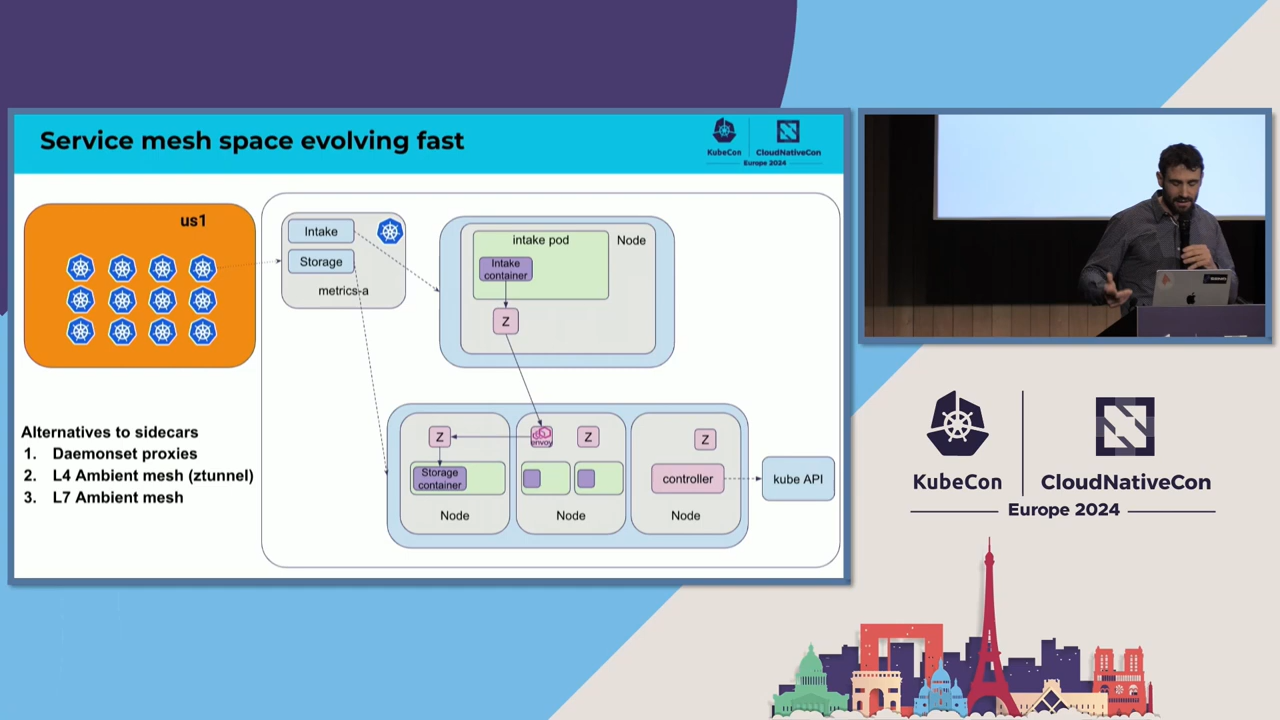 Service mesh space evolving fast
KubeCon
CloudNativeCon
Europe 2024
us1
Intake
Storage
metrics-a
intake pod
Node
Intake
container
Z
Z
envoy
Z
Z
Storage
container
controller
kube API
Node
Node
Node
Alternatives to sidecars
1. Daemonset proxies
2. L4 Ambient mesh (ztunnel)
3. L7 Ambient mesh
KubeCon
CloudNativeCon
Europe 2024